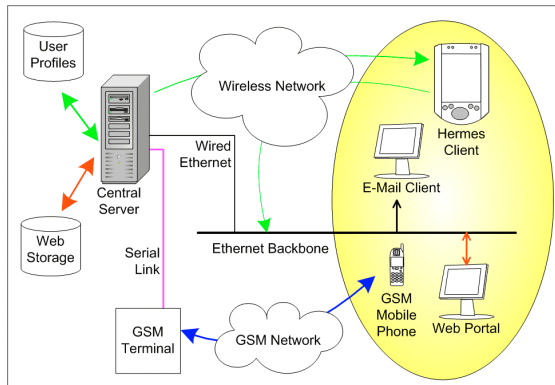 User
Profiles
Wireless Network
Hermes
Client
Wired
Ethernet
E-Mail Client
Central
Server
Web
Storage
Ethernet Backbone
Serial
Link
GSM
Mobile
Phone
Web Portal
GSM
Terminal
GSM Network